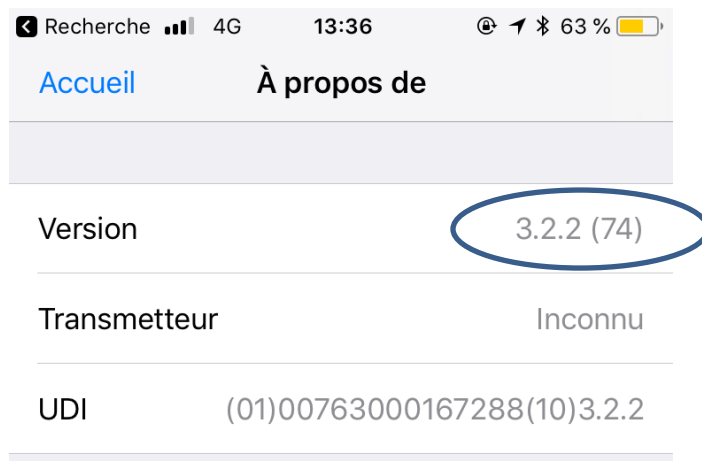 Recherche 4G 13:36 63 %
Accueil À propos de
Version 3.2.2 (74)
Transmetteur Inconnu
UDI (01)00763000167288(10)3.2.2